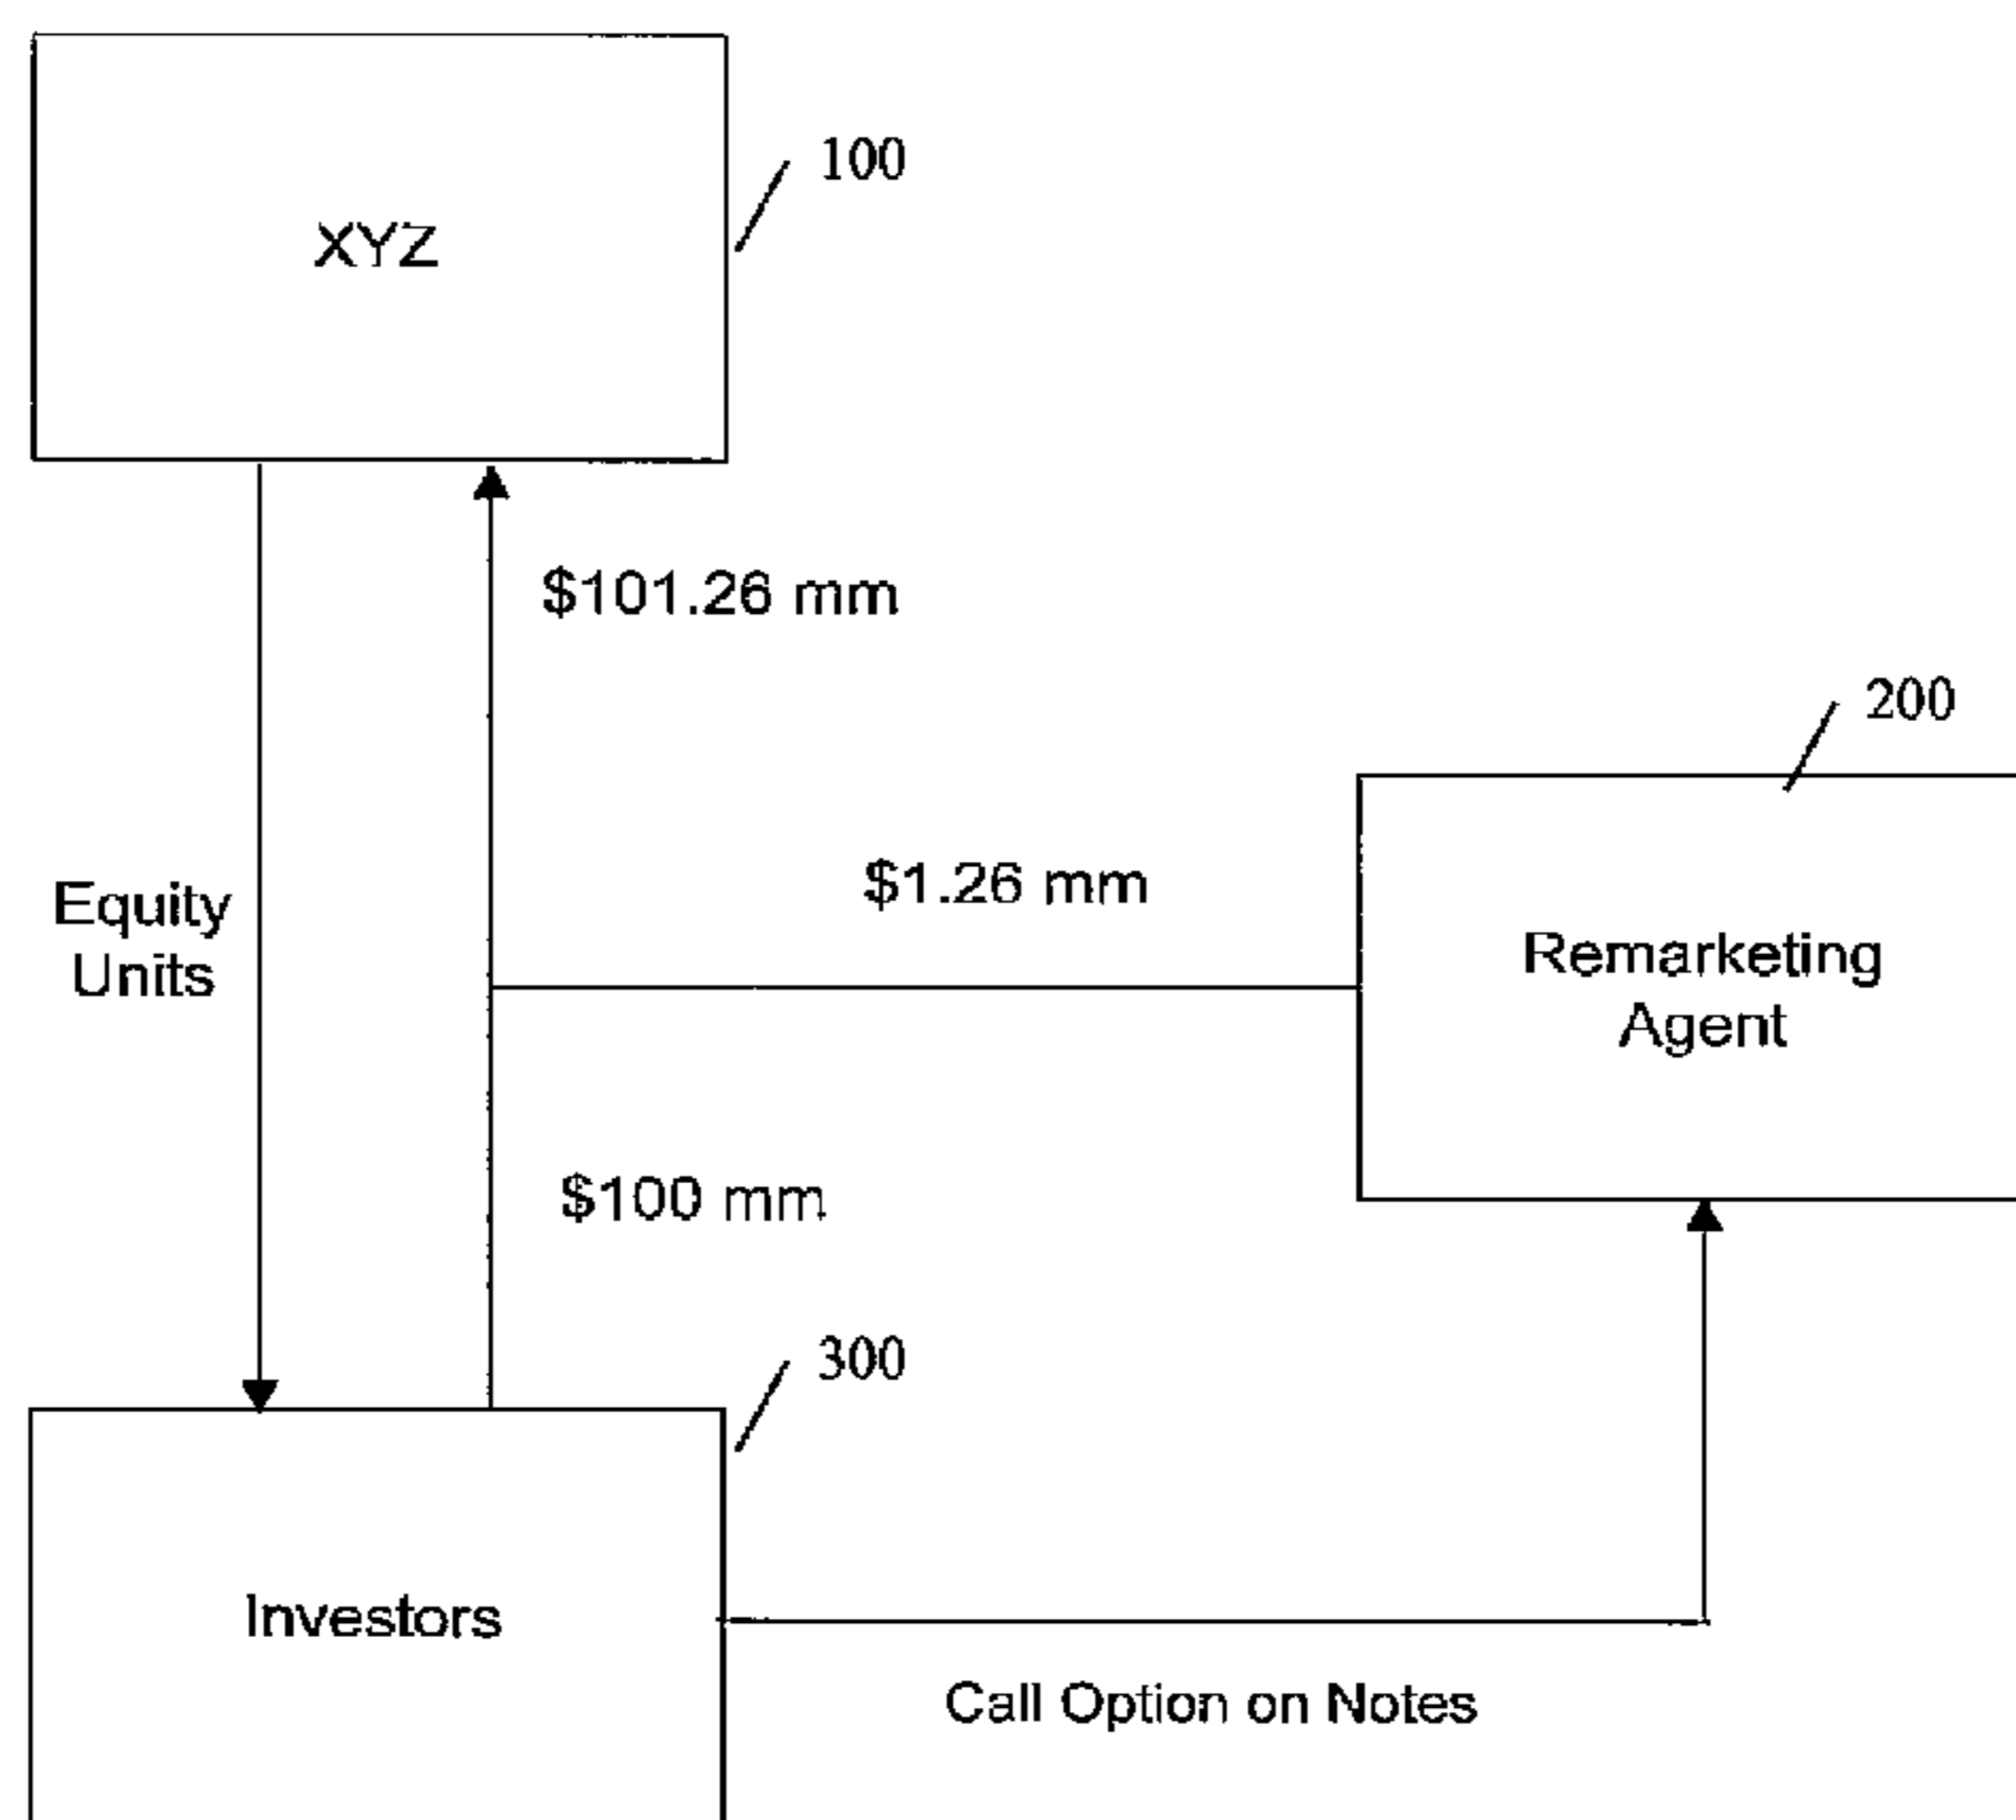 100
XYZ
$101.26 mm
200
$1.26 mm
Equity
Units
Remarketing
Agent
$100 mm
300
Investors
Call Option on Notes